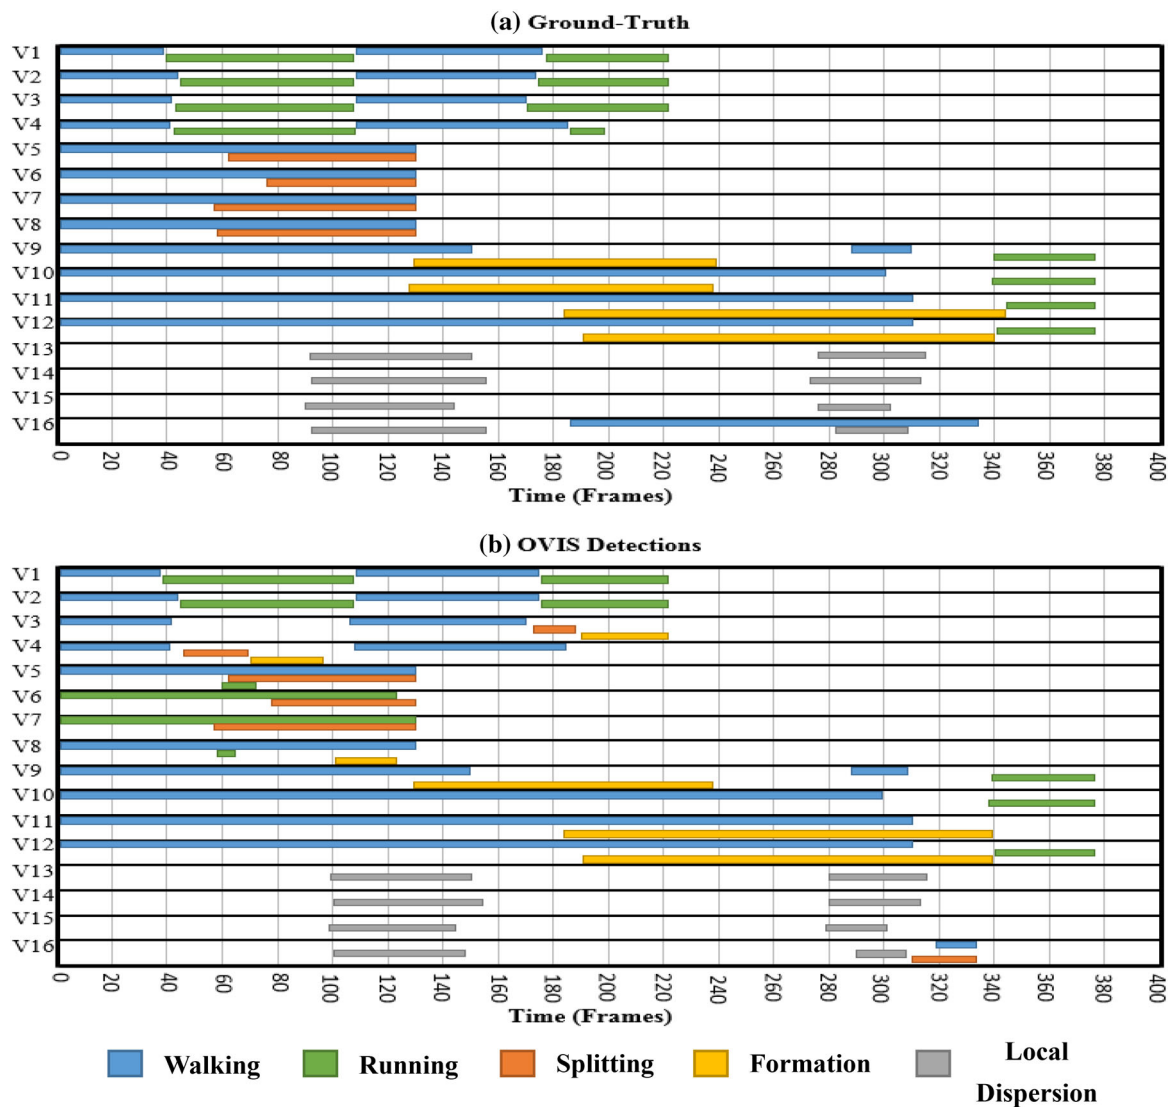 (a) Ground-Truth
V1
V2
V3
V4
V5
V6
V7
V8
V9
V10
V11
V12
V13
V14
V15
V16
0 20 40 60 80 100 120 140 160 180 200 220 240 260 280 300 320 340 360 380 400
Time (Frames)
(b) OVIS Detections
V1
V2
V3
V4
V5
V6
V7
V8
V9
V10
V11
V12
V13
V14
V15
V16
0 20 40 60 80 100 120 140 160 180 200 220 240 260 280 300 320 340 360 380 400
Time (Frames)
Walking Running Splitting Formation Local
Dispersion